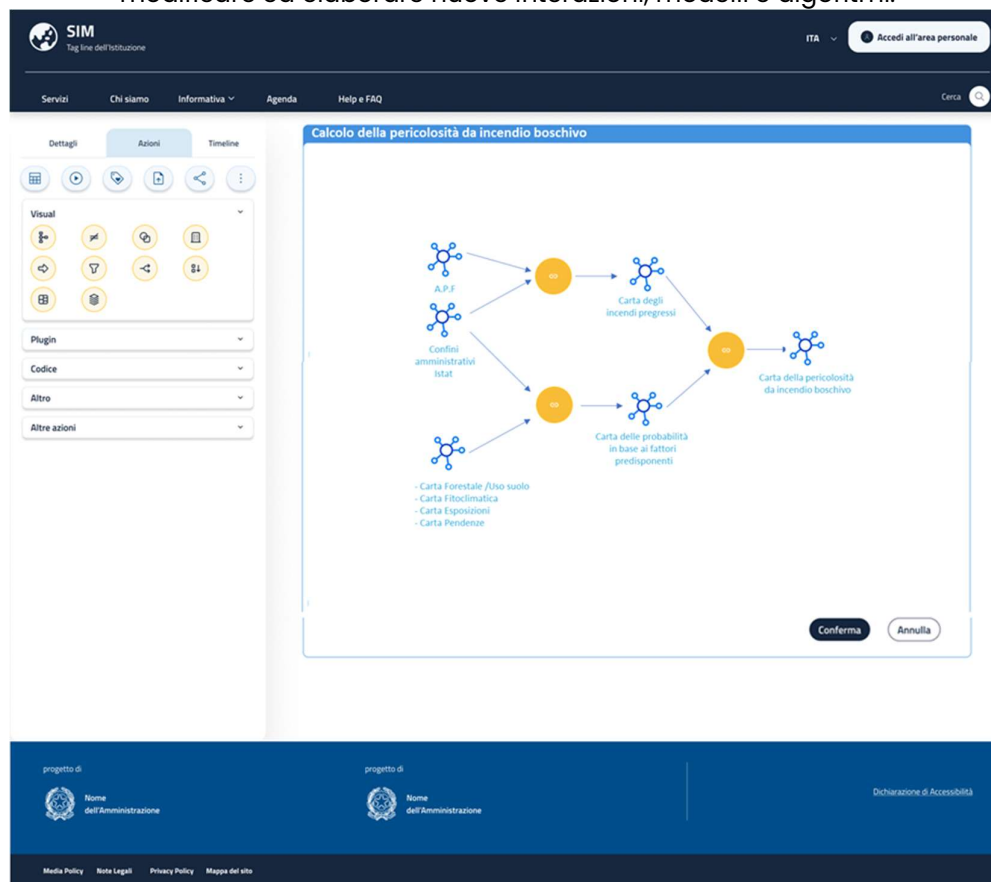 modificare ed elaborare nuove interazioni, modelli e algoritmi.
SIM
Tag line dell'Istituzione
ITA
Accedi all'area personale
Servizi
Chi siamo
Informativa
Agenda
Help e FAQ
Cerca
Dettagli
Azioni
Timeline
Visual
Plugin
Codice
Altro
Altre azioni
Calcolo della pericolosità da incendio boschivo
A.P.F
Confini
amministrativi
Istat
- Carta Forestale /Uso suolo
- Carta Fitoclimatica
- Carta Esposizioni
- Carta Pendenze
Carta degli
incendi pregressi
Carta delle probabilità
in base ai fattori
predisponenti
Carta della pericolosità
da incendio boschivo
Conferma
Annulla
progetto di
Nome
dell'Amministrazione
progetto di
Nome
dell'Amministrazione
Dichiarazione di Accessibilità
Media Policy
Note Legali
Privacy Policy
Mappa del sito